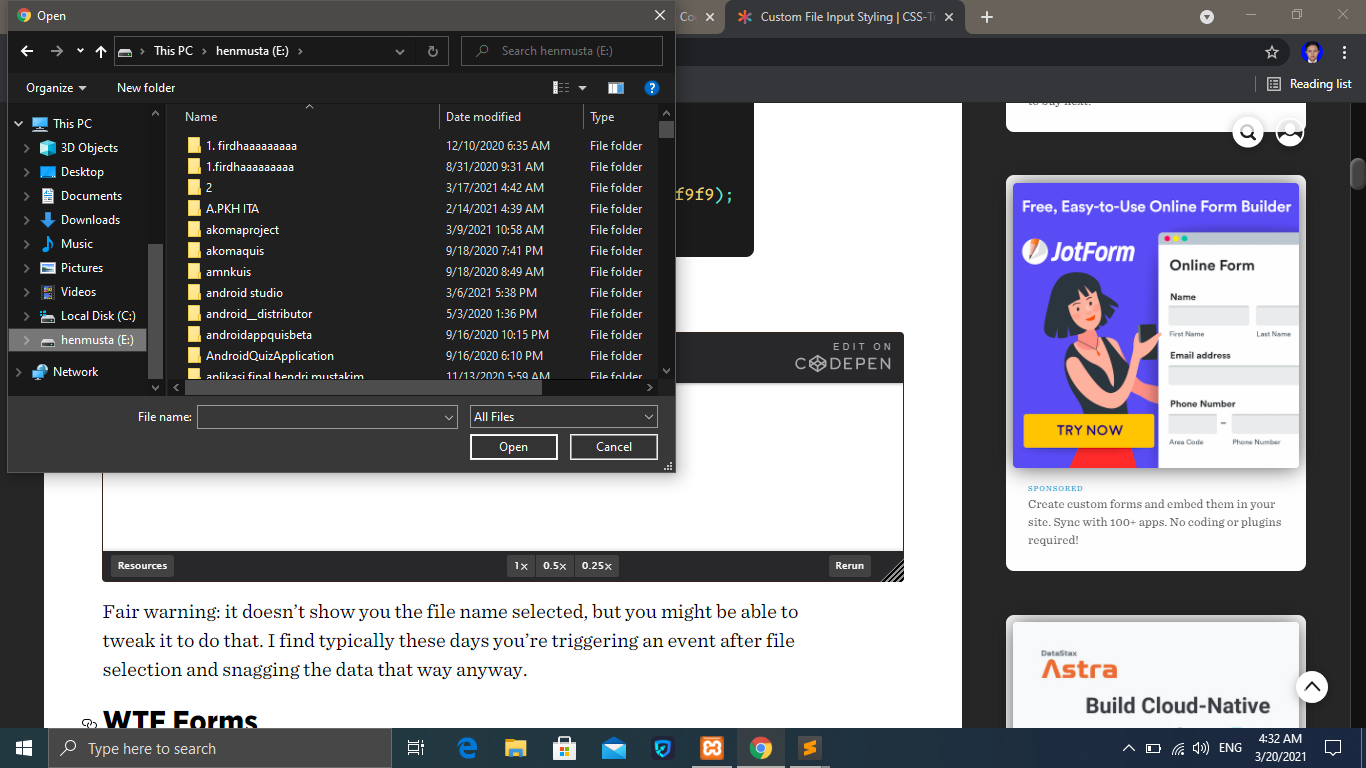 Open
Co
Custom File Input Styling | CSS-Tr
This PC
henmusta (E:)
Search henmusta (E:)
Organize
New folder
Reading list
This PC
3D Objects
Desktop
Documents
Downloads
Music
Pictures
Videos
Local Disk (C:)
henmusta (E:)
Network
Name Date modified Type
1. firdhaaaaaaaaa 12/10/2020 6:35 AM File folder
1.firdhaaaaaaaaa 8/31/2020 9:31 AM File folder
2 3/17/2021 4:42 AM File folder
A.PKH ITA 2/14/2021 4:39 AM File folder
akomaproject 3/9/2021 10:58 AM File folder
akomaquis 9/18/2020 7:41 PM File folder
amnkuis 9/18/2020 8:49 AM File folder
android studio 3/6/2021 5:38 PM File folder
android__distributor 5/3/2020 1:36 PM File folder
androidappquisbeta 9/16/2020 10:15 PM File folder
AndroidQuizApplication 9/16/2020 6:10 PM File folder
aplikasi final hendri mustakim 11/13/2020 5:59 AM File folder
File name:
All Files
Open
Cancel
f9f9);
EDIT ON
CODEPEN
Resources
1x
0.5x
0.25x
Rerun
Fair warning: it doesn’t show you the file name selected, but you might be able to
tweak it to do that. I find typically these days you’re triggering an event after file
selection and snagging the data that way anyway.
WTF Forms
to buy next.
Free, Easy-to-Use Online Form Builder
JotForm
Online Form
Name
First Name Last Name
Email address
Phone Number
Area Code Phone Number
TRY NOW
SPONSORED
Create custom forms and embed them in your
site. Sync with 100+ apps. No coding or plugins
required!
DataStax
Astra
Build Cloud-Native
Type here to search
ENG
4:32 AM
3/20/2021